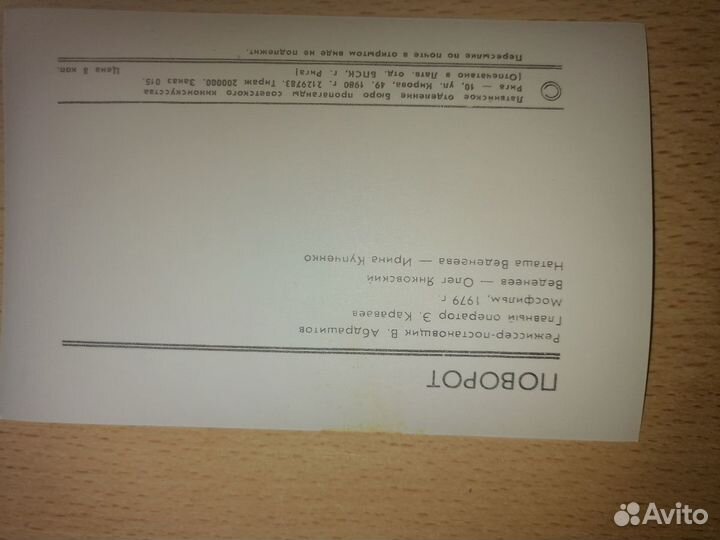 ПОВОРОТ
Режиссер-постановщик В. Абдрашитов
Главный оператор Э. Караваев
Мосфильм, 1979 г.
Веденеев — Олег Янковский
Наташа Веденеева — Ирина Купченко
Латвийское отделение Бюро пропаганды советского киноискусства
Рига — 10, ул. Кирова, 49. 1980 г. 2129783. Тираж 200000. Заказ 015.
(Отпечатано в Латв. отд. БПСК, г. Рига) Цена 8 коп.
Пересылке по почте в открытом виде не подлежит.
Avito